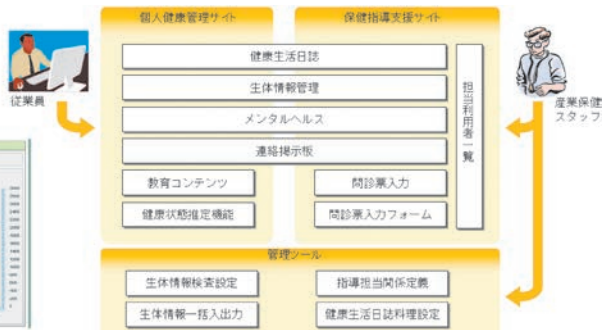 個人健康管理サイト
保健指導支援サイト
健康生活日誌
生体情報管理
メンタルヘルス
連絡掲示板
担当利用者一覧
教育コンテンツ
問診票入力
健康状態推定機能
問診票入力フォーム
従業員
産業保健
スタッフ
管理ツール
生体情報検査設定
指導担当関係定義
生体情報一括入出力
健康生活日誌料理設定